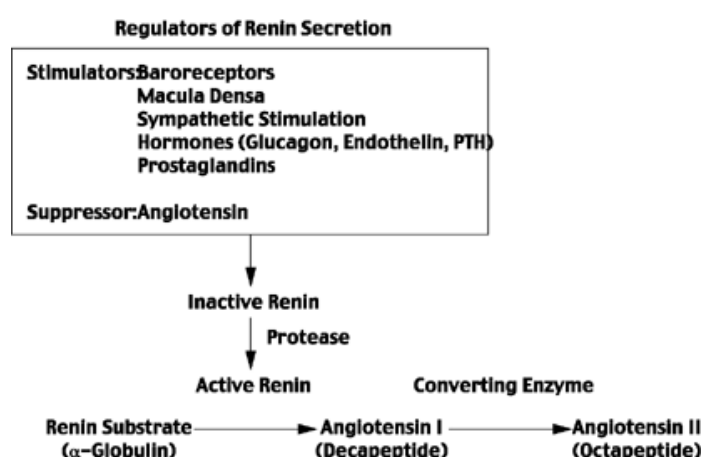 Regulators of Renin Secretion
Stimulators:Baroreceptors
Macula Densa
Sympathetic Stimulation
Hormones (Glucagon, Endothelin, PTH)
Prostaglandins
Suppressor:Angiotensin
Inactive Renin
Protease
Active Renin Converting Enzyme
Renin Substrate Angiotensin I Angiotensin II
(α-Globulin) (Decapeptide) (Octapeptide)